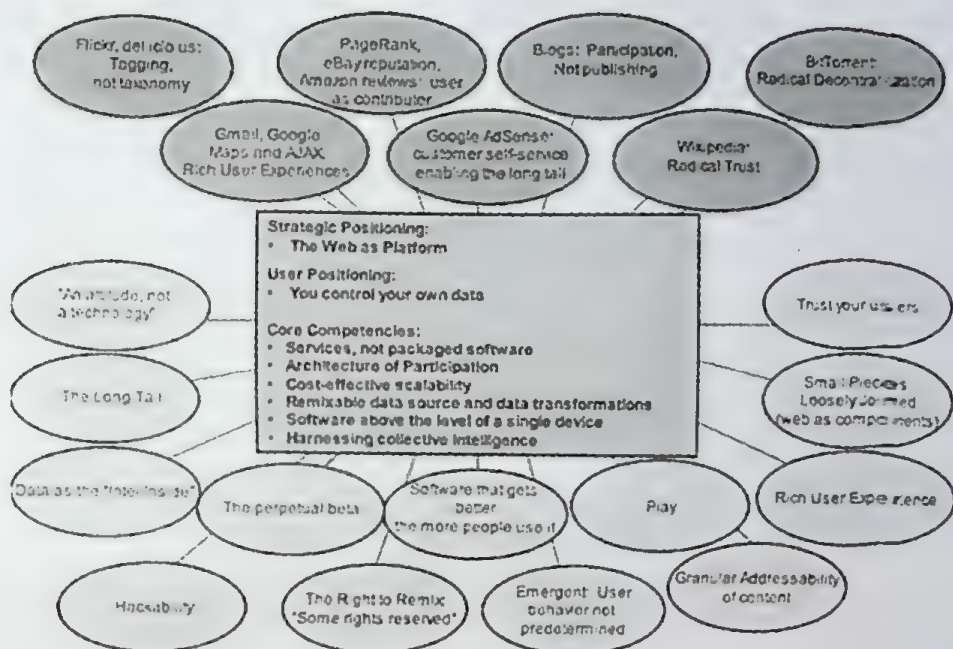 Flickr, del.icio.us:
Tagging,
not taxonomy
PageRank,
eBay reputation,
Amazon reviews: user
as contributer
Blogs: Participation,
Not publishing
BitTorrent:
Radical Decentralization
Gmail, Google
Maps and AJAX:
Rich User Experiences
Google AdSense:
customer self-service
enabling the long tail
Wikipedia:
Radical Trust
Strategic Positioning:
• The Web as Platform
User Positioning:
• You control your own data
Core Competencies:
• Services, not packaged software
• Architecture of Participation
• Cost-effective scalability
• Remixable data source and data transformations
• Software above the level of a single device
• Harnessing collective intelligence
"An attitude, not
a technology"
Trust your users
The Long Tail
Small Pieces
Loosely Joined
(web as components)
Data as the "Intel Inside"
The perpetual beta
Software that gets
better
the more people use it
Play
Rich User Experience
Hackability
The Right to Remix
"Some rights reserved"
Emergent: User
behavior not
predetermined
Granular Addressability
of content